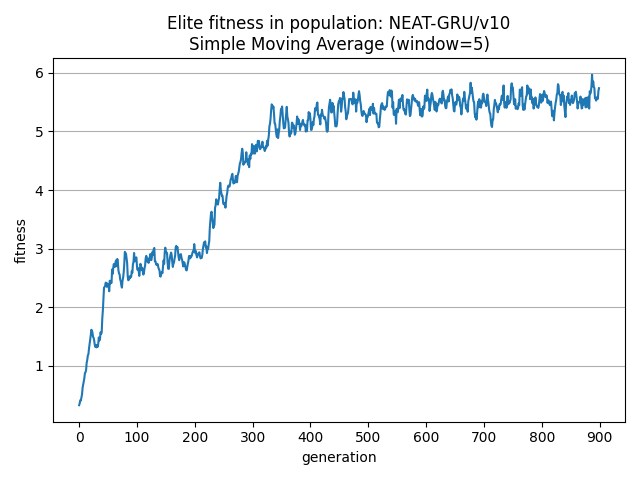 Elite fitness in population: NEAT-GRU/v10
Simple Moving Average (window=5)
fitness
6
5
4
3
2
1
0 100 200 300 400 500 600 700 800 900
generation